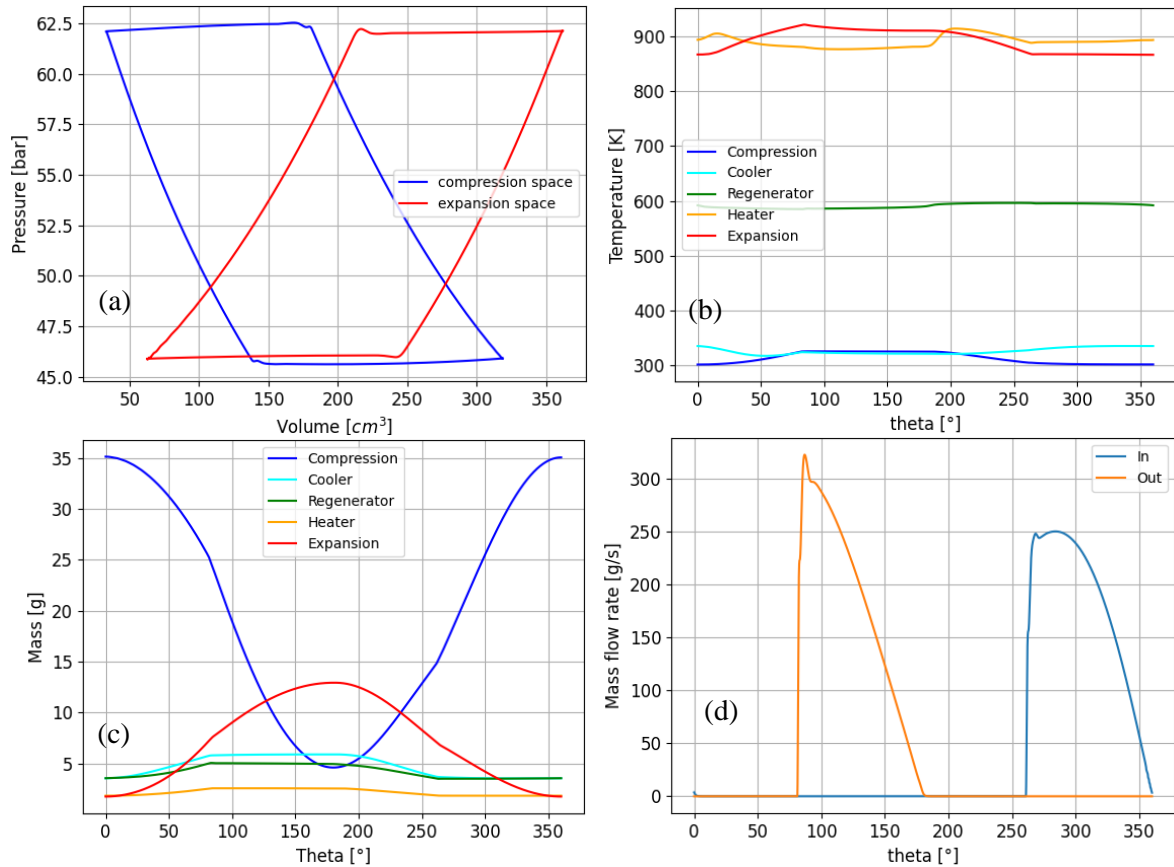 62.5
60.0
57.5
55.0
52.5
50.0
47.5
45.0
Pressure [bar]
compression space
expansion space
(a)
50 100 150 200 250 300 350
Volume [cm³]
900
800
700
600
500
400
300
Temperature [K]
Compression
Cooler
Regenerator
Heater
Expansion
(b)
0 50 100 150 200 250 300 350
theta [°]
35
30
25
20
15
10
5
Mass [g]
Compression
Cooler
Regenerator
Heater
Expansion
(c)
0 50 100 150 200 250 300 350
Theta [°]
300
250
200
150
100
50
0
Mass flow rate [g/s]
In
Out
(d)
0 50 100 150 200 250 300 350
theta [°]